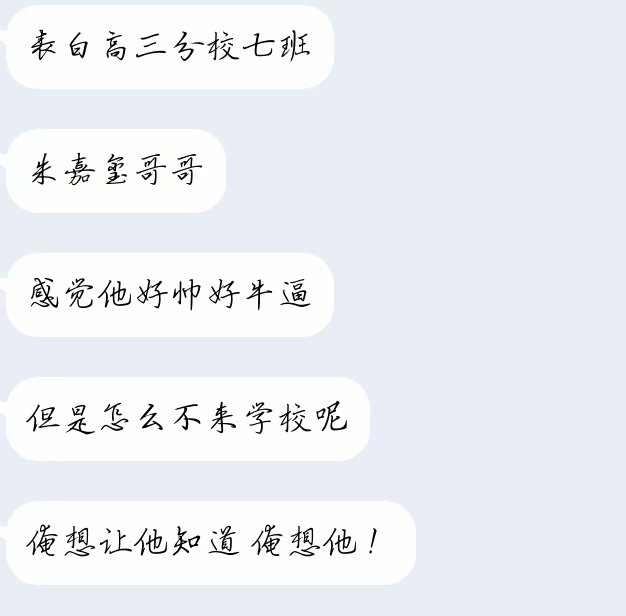 表白高三分校七班
朱嘉玺哥哥
感觉他好帅好牛逼
但是怎么不来学校呢
俺想让他知道 俺想他！